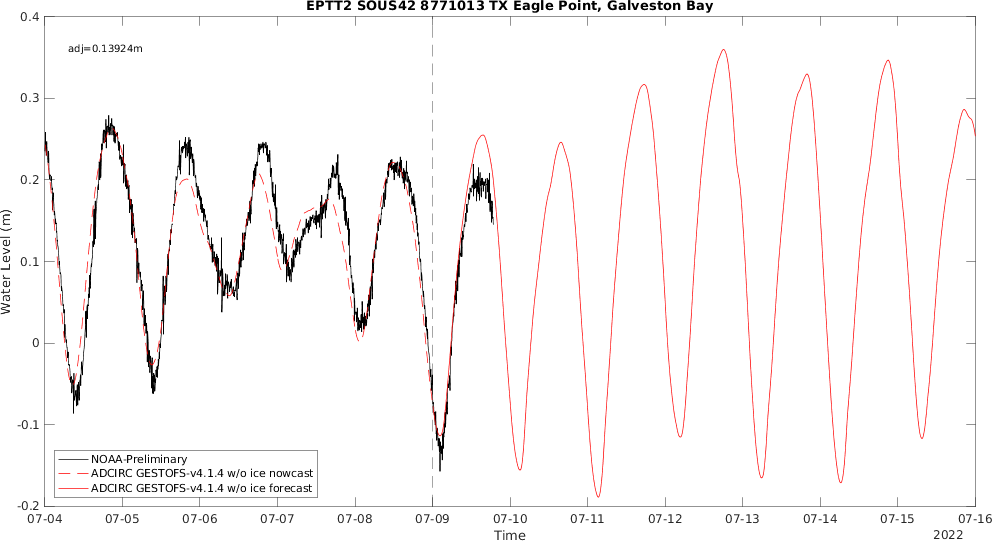 EPTT2 SOUS42 8771013 TX Eagle Point, Galveston Bay
adj=0.13924m
0.4
0.3
0.2
0.1
0
-0.1
-0.2
Water Level (m)
NOAA-Preliminary
ADCIRC GESTOFS-v4.1.4 w/o ice nowcast
ADCIRC GESTOFS-v4.1.4 w/o ice forecast
07-04 07-05 07-06 07-07 07-08 07-09 07-10 07-11 07-12 07-13 07-14 07-15 07-16
Time
2022